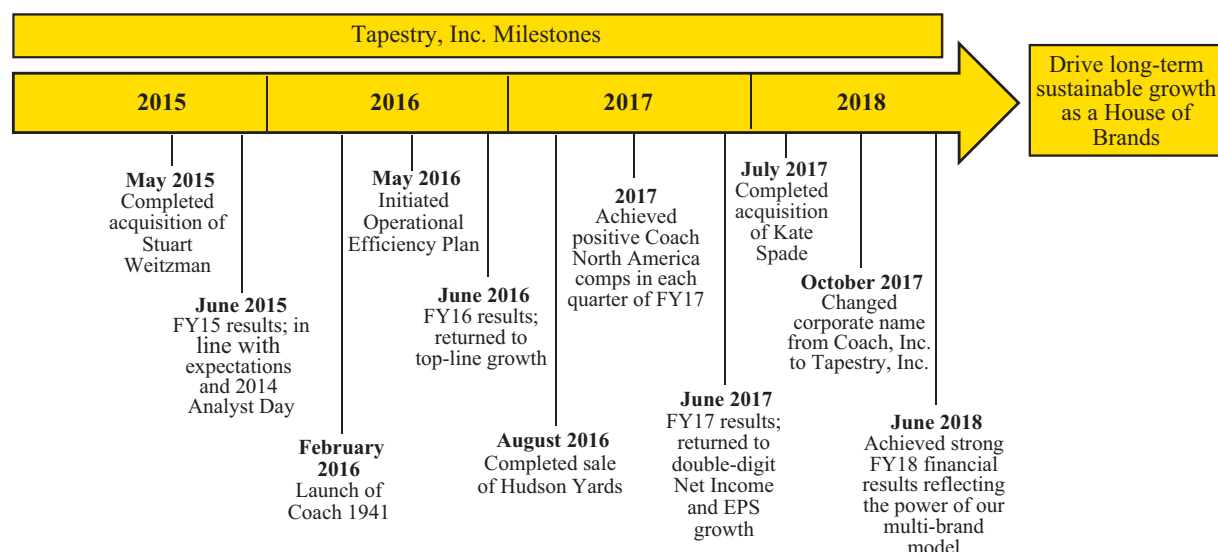 Tapestry, Inc. Milestones
2015
2016
2017
2018
Drive long-term
sustainable growth
as a House of
Brands
May 2015
Completed
acquisition of
Stuart
Weitzman
June 2015
FY15 results; in
line with
expectations
and 2014
Analyst Day
February
2016
Launch of
Coach 1941
May 2016
Initiated
Operational
Efficiency Plan
June 2016
FY16 results;
returned to
top-line growth
August 2016
Completed sale
of Hudson Yards
2017
Achieved
positive Coach
North America
comps in each
quarter of FY17
June 2017
FY17 results;
returned to
double-digit
Net Income
and EPS
growth
July 2017
Completed
acquisition
of Kate
Spade
October 2017
Changed
corporate name
from Coach, Inc.
to Tapestry, Inc.
June 2018
Achieved strong
FY18 financial
results reflecting
the power of our
multi-brand
model